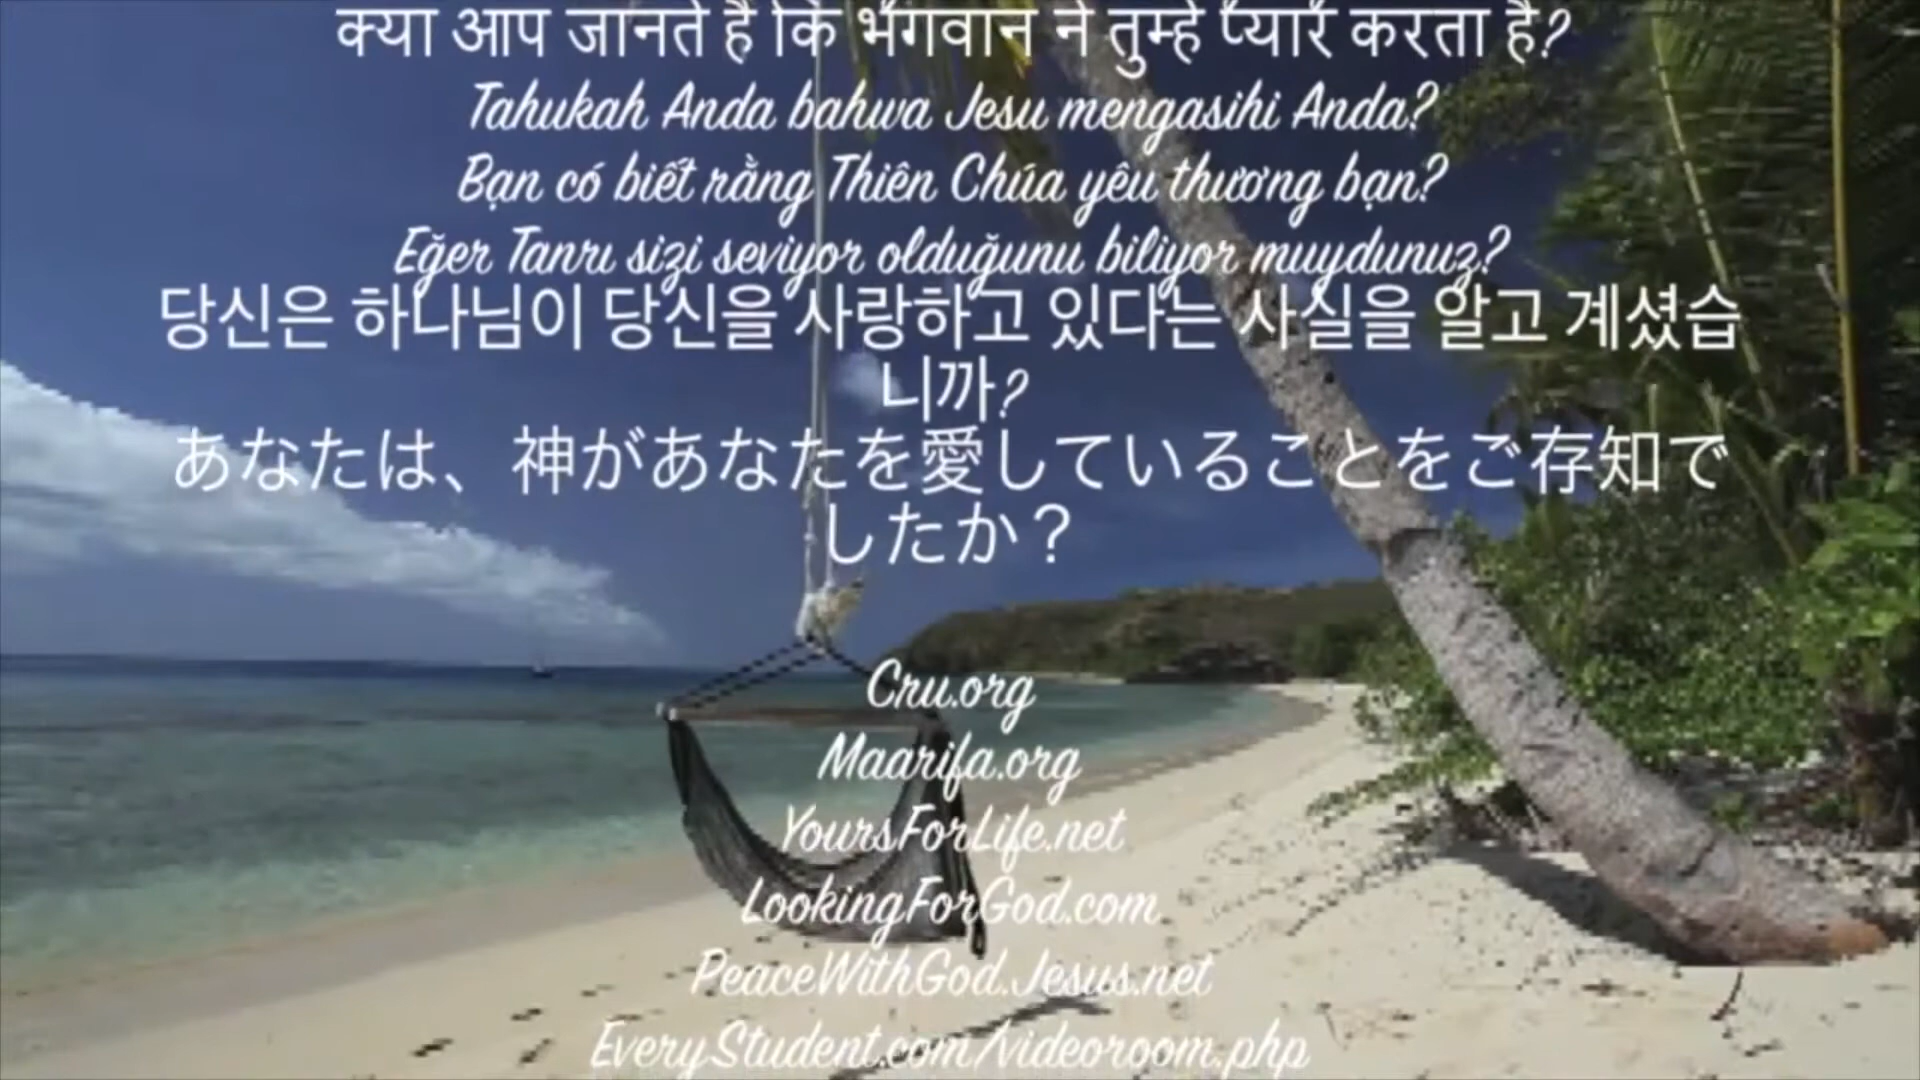 क्या आप जानते हैं कि भगवान ने तुम्हें प्यार करता है?
Tahukah Anda bahwa Jesu mengasihi Anda?
Bạn có biết rằng Thiên Chúa yêu thương bạn?
Eğer Tanrı sizi seviyor olduğunu biliyor muydunuz?
당신은 하나님이 당신을 사랑하고 있다는 사실을 알고 계셨습
니까?
あなたは、神があなたを愛していることをご存知で
したか？
Cru.org
Maarifa.org
YoursForLife.net
LookingForGod.com
PeaceWithGod.Jesus.net
EveryStudent.com/videoroom.php